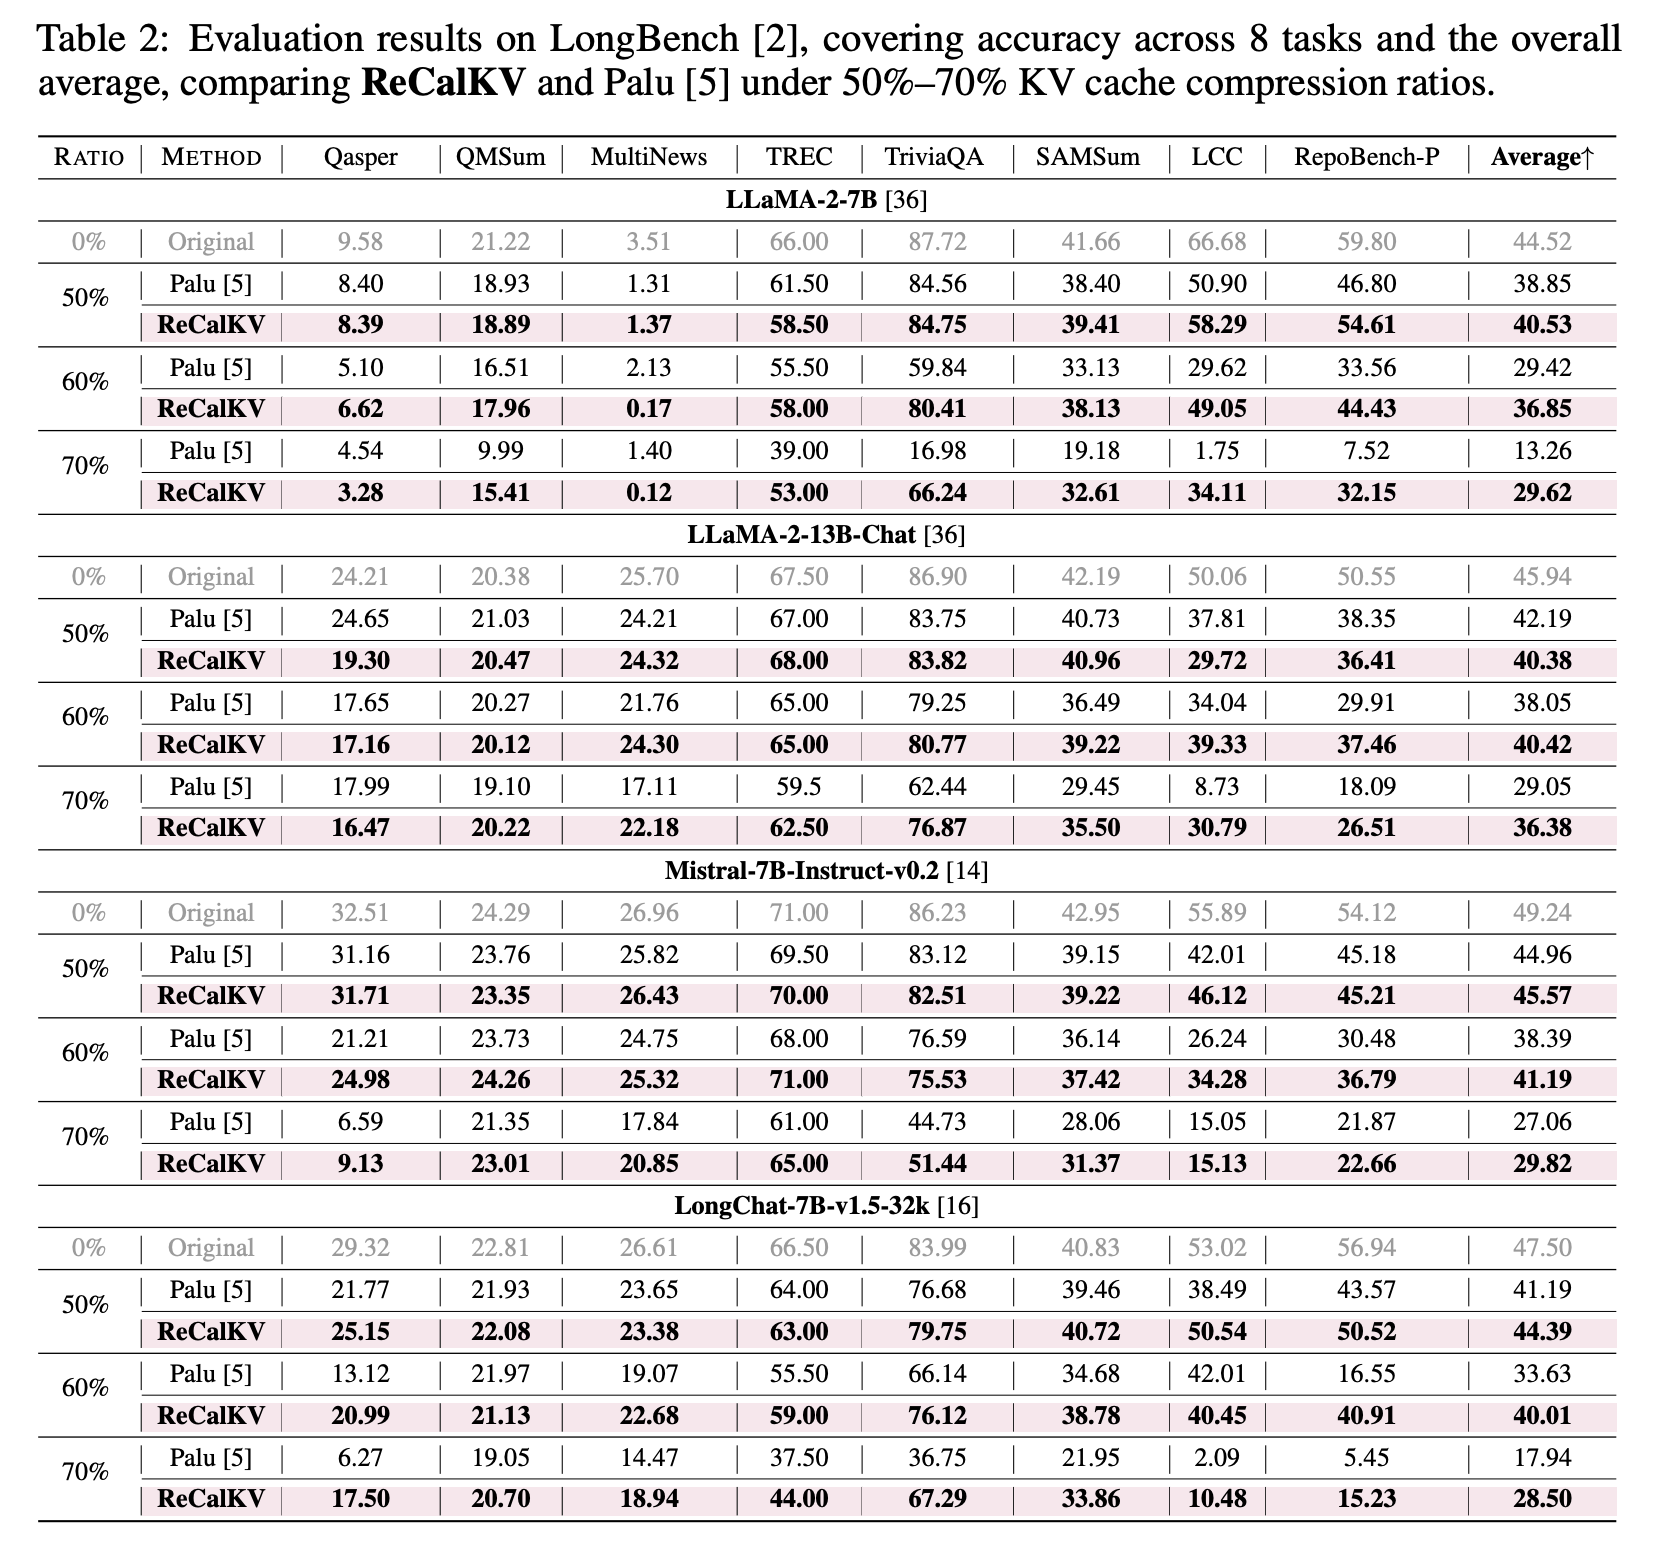 Table 2: Evaluation results on LongBench [2], covering accuracy across 8 tasks and the overall
average, comparing ReCalKV and Palu [5] under 50%–70% KV cache compression ratios.
RATIO METHOD Qasper QMSum MultiNews TREC TriviaQA SAMSum LCC RepoBench-P Average↑
LLaMA-2-7B [36]
0% Original 9.58 21.22 3.51 66.00 87.72 41.66 66.68 59.80 44.52
50% Palu [5] 8.40 18.93 1.31 61.50 84.56 38.40 50.90 46.80 38.85
ReCalKV 8.39 18.89 1.37 58.50 84.75 39.41 58.29 54.61 40.53
60% Palu [5] 5.10 16.51 2.13 55.50 59.84 33.13 29.62 33.56 29.42
ReCalKV 6.62 17.96 0.17 58.00 80.41 38.13 49.05 44.43 36.85
70% Palu [5] 4.54 9.99 1.40 39.00 16.98 19.18 1.75 7.52 13.26
ReCalKV 3.28 15.41 0.12 53.00 66.24 32.61 34.11 32.15 29.62
LLaMA-2-13B-Chat [36]
0% Original 24.21 20.38 25.70 67.50 86.90 42.19 50.06 50.55 45.94
50% Palu [5] 24.65 21.03 24.21 67.00 83.75 40.73 37.81 38.35 42.19
ReCalKV 19.30 20.47 24.32 68.00 83.82 40.96 29.72 36.41 40.38
60% Palu [5] 17.65 20.27 21.76 65.00 79.25 36.49 34.04 29.91 38.05
ReCalKV 17.16 20.12 24.30 65.00 80.77 39.22 39.33 37.46 40.42
70% Palu [5] 17.99 19.10 17.11 59.5 62.44 29.45 8.73 18.09 29.05
ReCalKV 16.47 20.22 22.18 62.50 76.87 35.50 30.79 26.51 36.38
Mistral-7B-Instruct-v0.2 [14]
0% Original 32.51 24.29 26.96 71.00 86.23 42.95 55.89 54.12 49.24
50% Palu [5] 31.16 23.76 25.82 69.50 83.12 39.15 42.01 45.18 44.96
ReCalKV 31.71 23.35 26.43 70.00 82.51 39.22 46.12 45.21 45.57
60% Palu [5] 21.21 23.73 24.75 68.00 76.59 36.14 26.24 30.48 38.39
ReCalKV 24.98 24.26 25.32 71.00 75.53 37.42 34.28 36.79 41.19
70% Palu [5] 6.59 21.35 17.84 61.00 44.73 28.06 15.05 21.87 27.06
ReCalKV 9.13 23.01 20.85 65.00 51.44 31.37 15.13 22.66 29.82
LongChat-7B-v1.5-32k [16]
0% Original 29.32 22.81 26.61 66.50 83.99 40.83 53.02 56.94 47.50
50% Palu [5] 21.77 21.93 23.65 64.00 76.68 39.46 38.49 43.57 41.19
ReCalKV 25.15 22.08 23.38 63.00 79.75 40.72 50.54 50.52 44.39
60% Palu [5] 13.12 21.97 19.07 55.50 66.14 34.68 42.01 16.55 33.63
ReCalKV 20.99 21.13 22.68 59.00 76.12 38.78 40.45 40.91 40.01
70% Palu [5] 6.27 19.05 14.47 37.50 36.75 21.95 2.09 5.45 17.94
ReCalKV 17.50 20.70 18.94 44.00 67.29 33.86 10.48 15.23 28.50